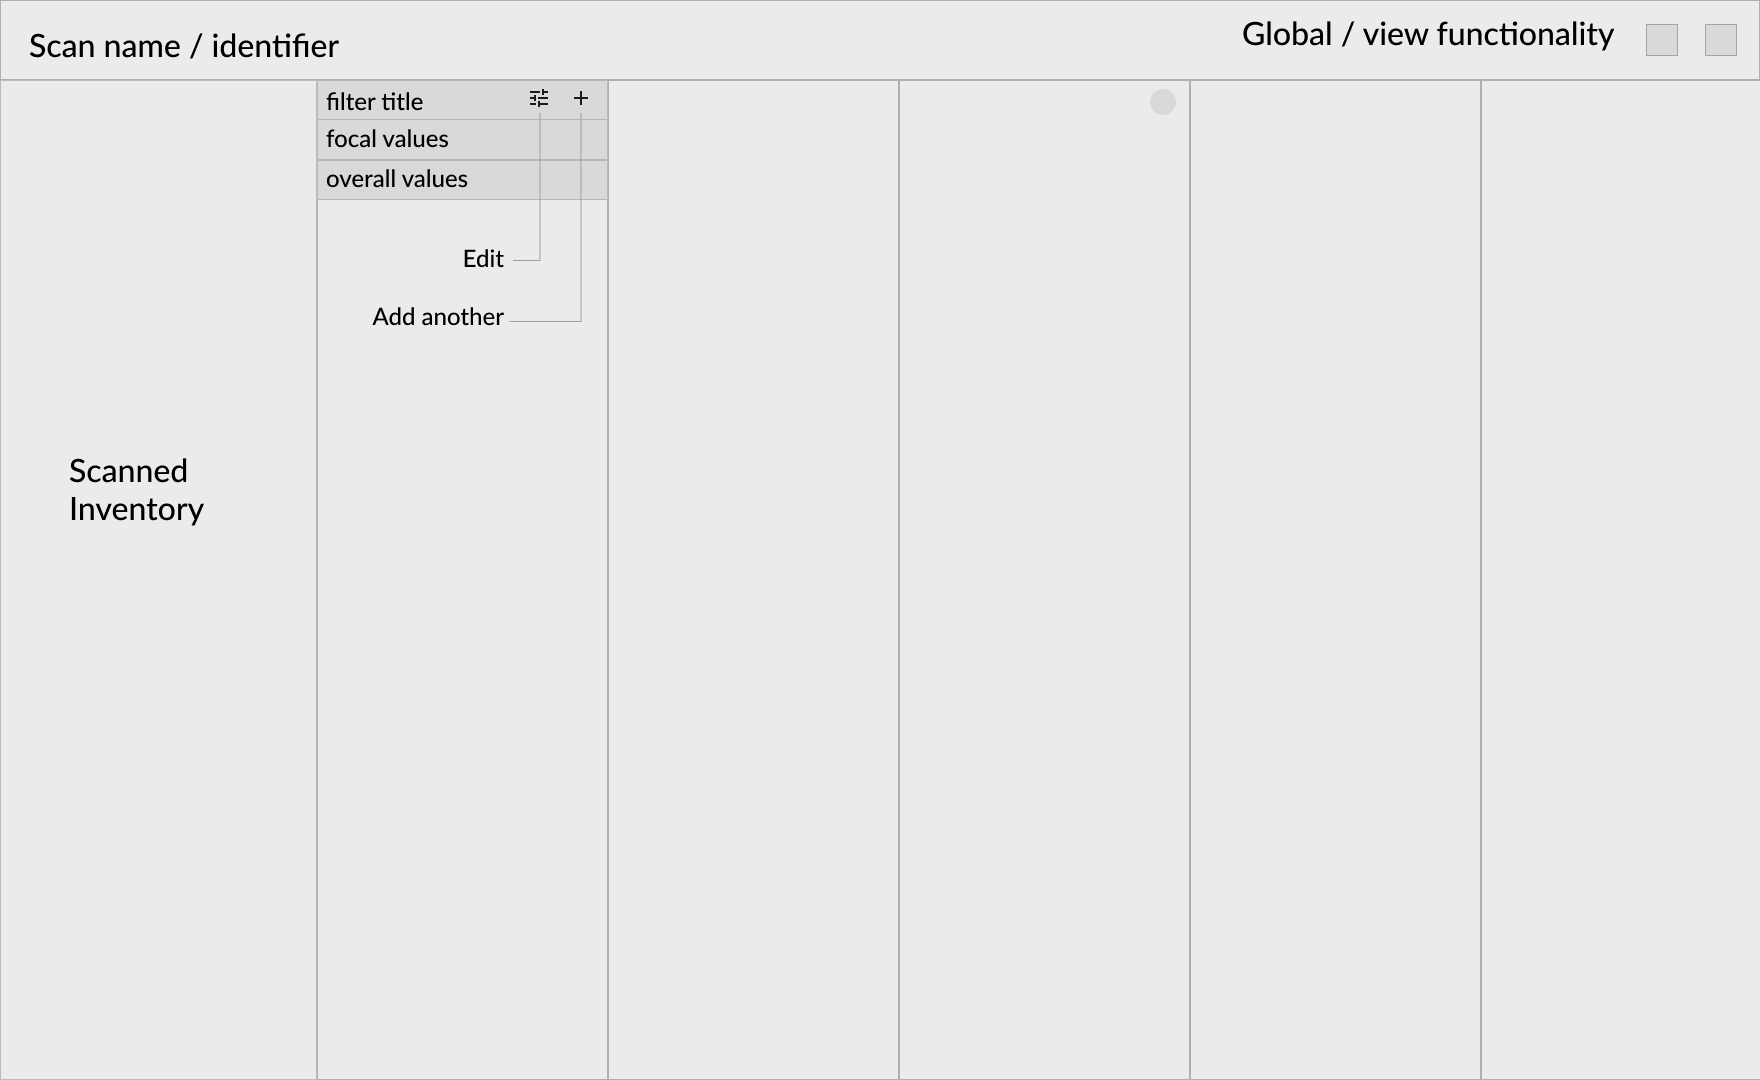 Scan name / identifier
Global / view functionality
filter title
focal values
overall values
Edit
Add another
Scanned
Inventory